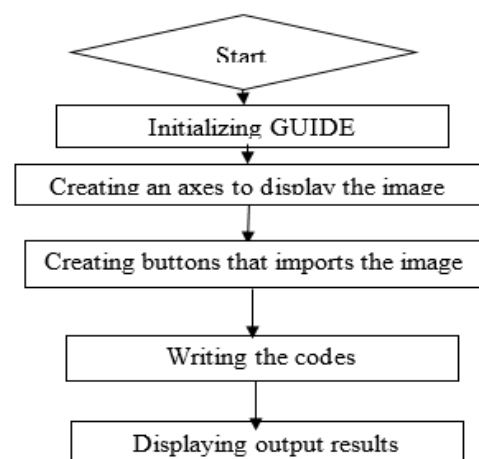 Start
Initializing GUIDE
Creating an axes to display the image
Creating buttons that imports the image
Writing the codes
Displaying output results